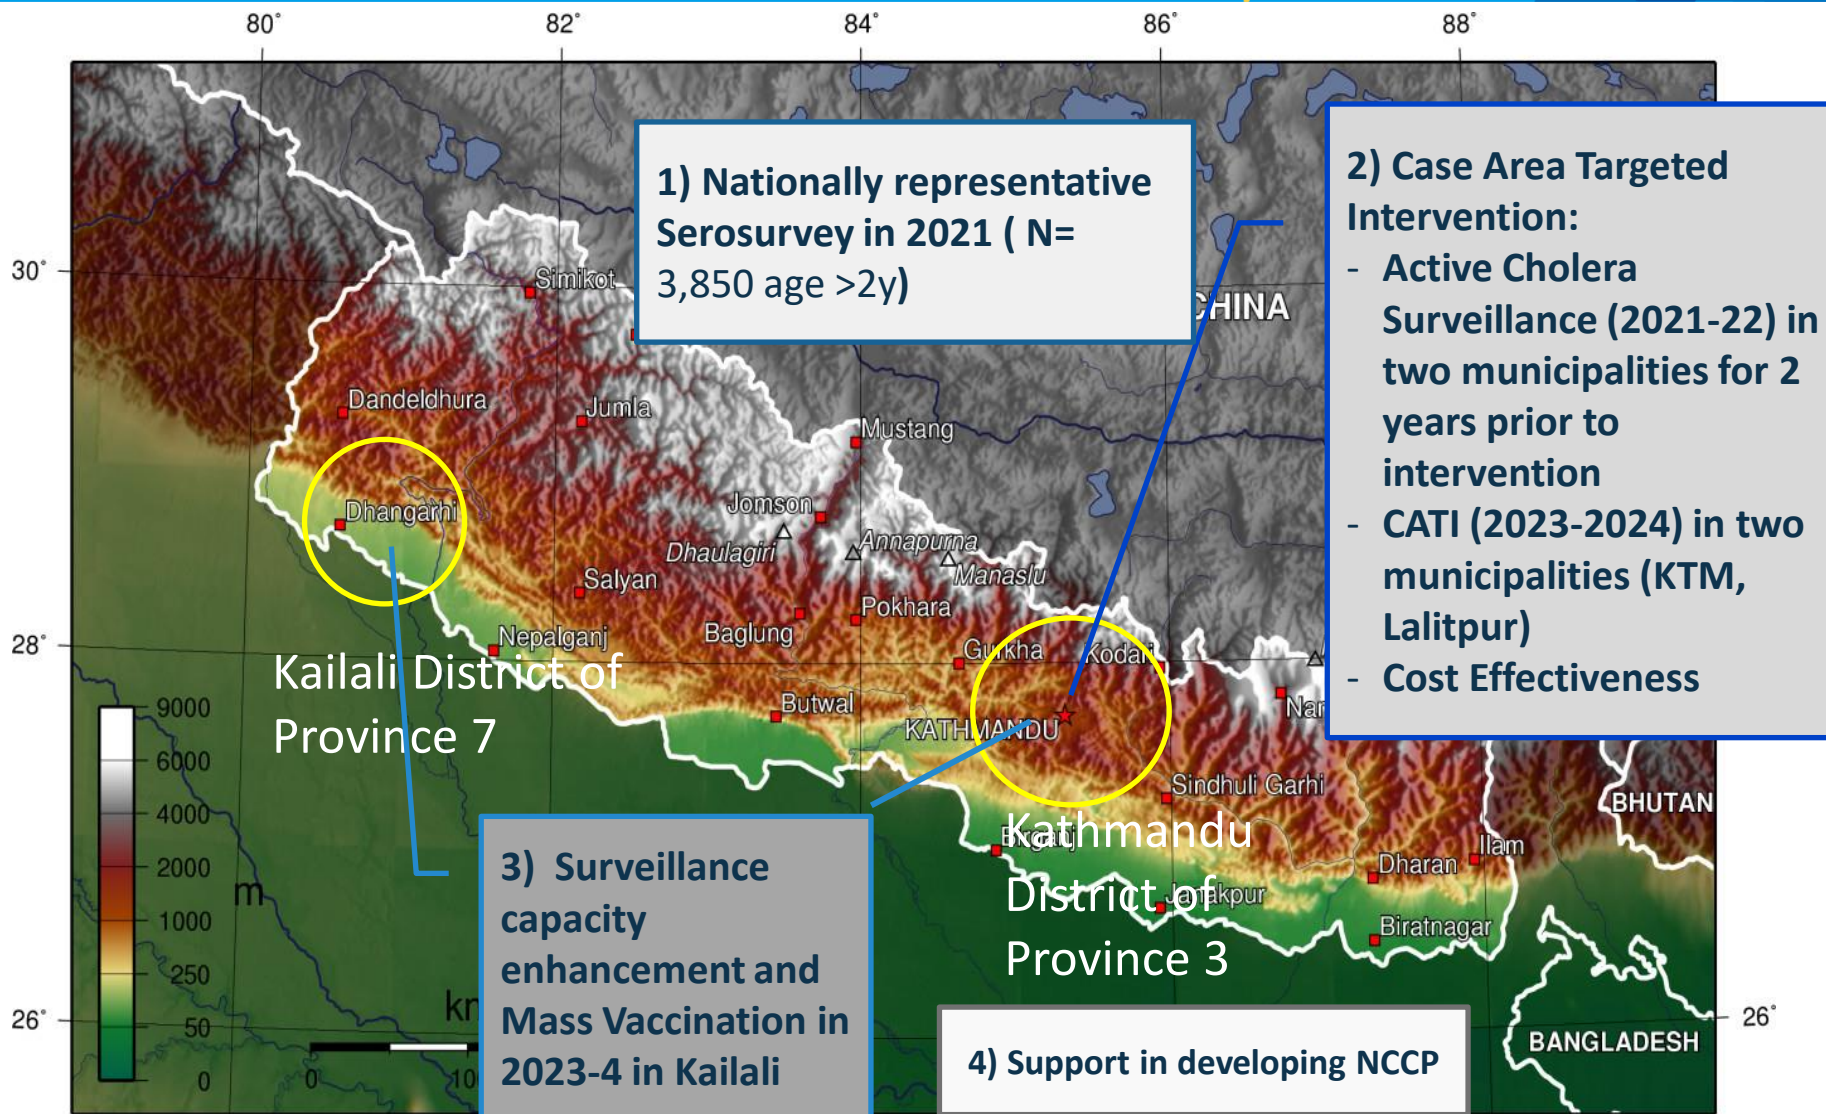 80°
82°
84°
86°
88°
1) Nationally representative
Serosurvey in 2021 ( N=
3,850 age >2y)
2) Case Area Targeted
Intervention:
- Active Cholera
Surveillance (2021-22) in
two municipalities for 2
years prior to
intervention
- CATI (2023-2024) in two
municipalities (KTM,
Lalitpur)
- Cost Effectiveness
30°
Simikot
CHINA
Dandeldhura
Jumla
Mustang
Dhangarhi
Jomson
Dhaulagiri
Annapurna
Manaslu
Salyan
Pokhara
Baglung
28°
Nepalganj
Gurkha
Kodari
Kailali District of
Province 7
Butwal
KATHMANDU
Nar
9000
6000
4000
2000
1000
250
50
0
m
Sindhuli Garhi
BHUTAN
Birganj
Kathmandu
District of
Province 3
Ilam
Dharan
Janakpur
Biratnagar
3) Surveillance
capacity
enhancement and
Mass Vaccination in
2023-4 in Kailali
26°
km
0
4) Support in developing NCCP
26°
BANGLADESH